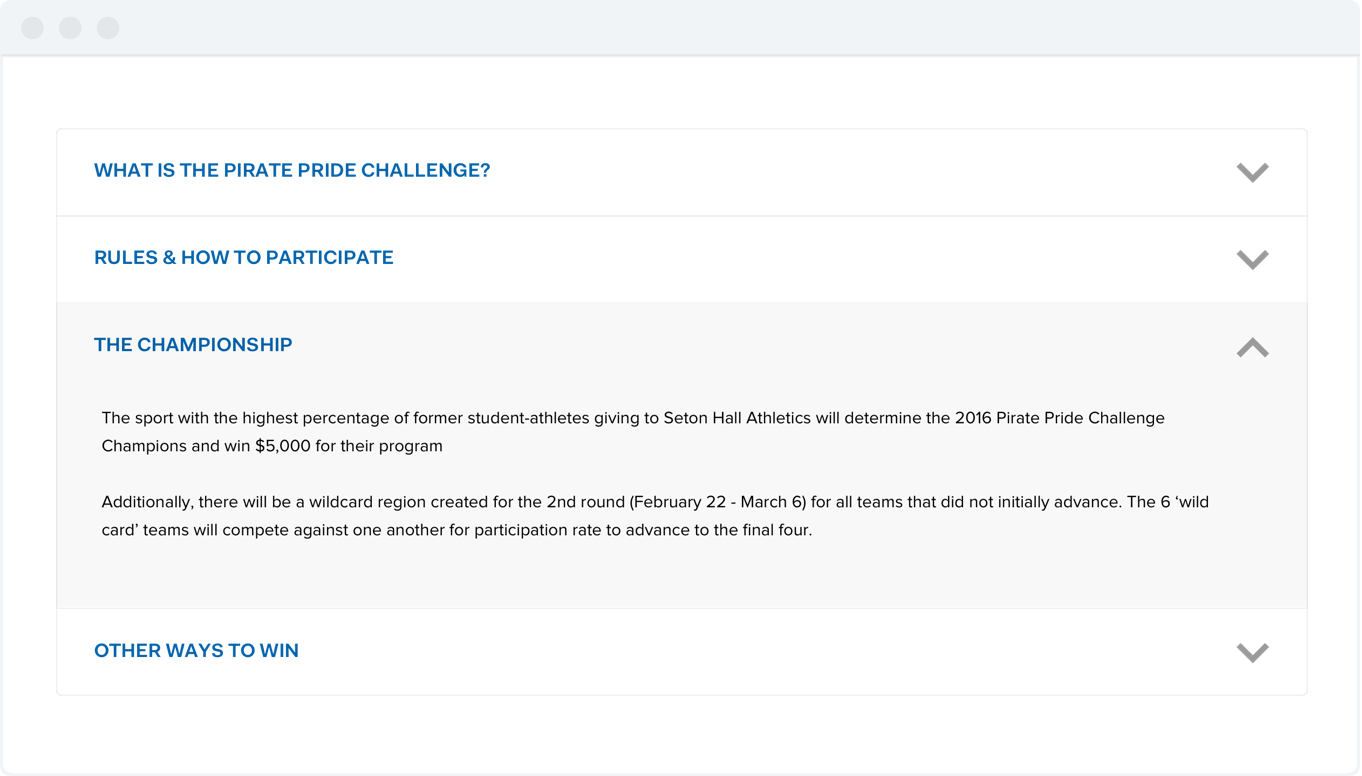 WHAT IS THE PIRATE PRIDE CHALLENGE?
RULES & HOW TO PARTICIPATE
THE CHAMPIONSHIP
The sport with the highest percentage of former student-athletes giving to Seton Hall Athletics will determine the 2016 Pirate Pride Challenge
Champions and win $5,000 for their program
Additionally, there will be a wildcard region created for the 2nd round (February 22 - March 6) for all teams that did not initially advance. The 6 ‘wild
card’ teams will compete against one another for participation rate to advance to the final four.
OTHER WAYS TO WIN